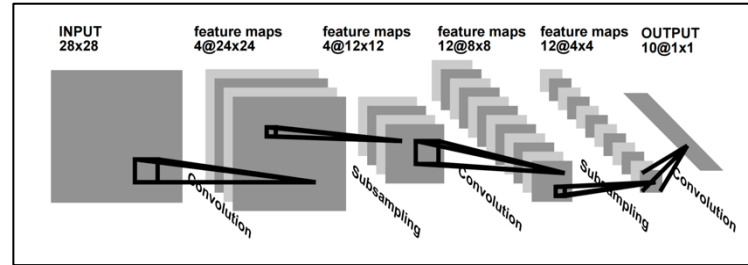 INPUT
28x28
feature maps
4@24x24
feature maps
4@12x12
feature maps
12@8x8
feature maps
12@4x4
OUTPUT
10@1x1
Convolution
Subsampling
Convolution
Subsampling
Convolution